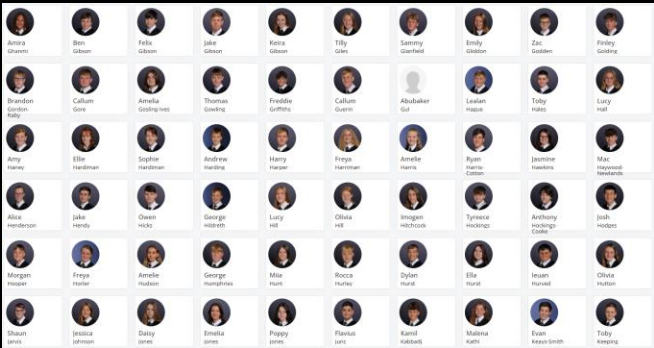 Amira
Ghanmi
Ben
Gibson
Felix
Gibson
Jake
Gibson
Keira
Gibson
Tilly
Giles
Sammy
Glanfield
Emily
Gliddon
Zac
Godden
Finley
Golding
Brandon
Gordon
Raby
Callum
Gore
Amelia
Gosling-Ives
Thomas
Gowling
Freddie
Griffiths
Callum
Guerin
Abubaker
Gul
Lealan
Hague
Toby
Hales
Lucy
Hall
Amy
Haney
Ellie
Hardiman
Sophie
Hardiman
Andrew
Harding
Harry
Harper
Freya
Harriman
Amelie
Harris
Ryan
Harris-
Cotton
Jasmine
Hawkins
Mac
Haywood-
Newlands
Alice
Henderson
Jake
Hendy
Owen
Hicks
George
Hildreth
Lucy
Hill
Olivia
Hill
Imogen
Hitchcock
Tyreece
Hockings
Anthony
Hockings-
Cooke
Josh
Hodges
Morgan
Hooper
Freya
Horler
Amelie
Hudson
George
Humphries
Miia
Hunt
Rocca
Hurley
Dylan
Hurst
Ella
Hurst
Ieuan
Olivia
Hutton
Shaun
Jarvis
Jessica
Johnson
Daisy
Jones
Emelia
Jones
Poppy
Jones
Flavius
Kamil
Kabbadj
Malena
Kathi
Evan
Keaus-Smith
Toby
Keeping